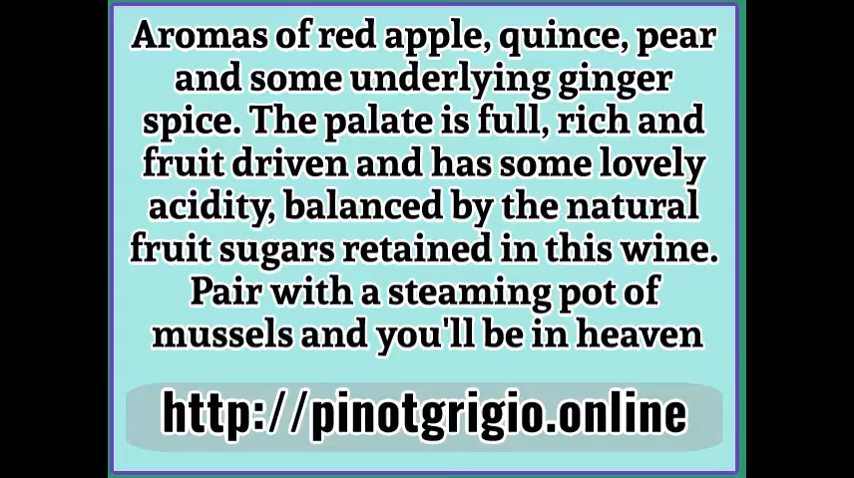 Aromas of red apple, quince, pear
and some underlying ginger
spice. The palate is full, rich and
fruit driven and has some lovely
acidity, balanced by the natural
fruit sugars retained in this wine.
Pair with a steaming pot of
mussels and you'll be in heaven
http://pinotgrigio.online